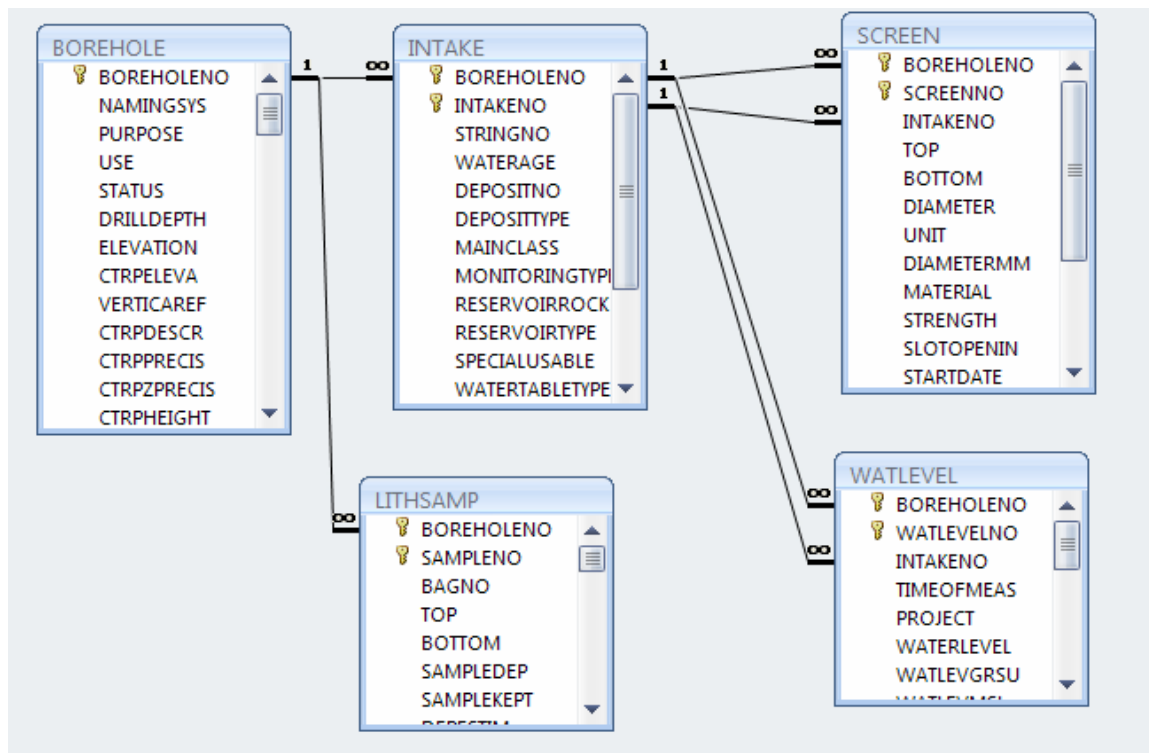 BOREHOLE
BOREHOLENO
NAMINGSYS
PURPOSE
USE
STATUS
DRILLDEPTH
ELEVATION
CTRPELEVA
VERTICAREF
CTRPDESCR
CTRPPRECIS
CTRPZPRECIS
CTRPHEIGHT
1
∞
INTAKE
BOREHOLENO
INTAKENO
STRINGNO
WATERAGE
DEPOSITNO
DEPOSITTYPE
MAINCLASS
MONITORINGTYPI
RESERVOIRROCK
RESERVOIRTYPE
SPECIALUSABLE
WATERTABLETYPE
1
1
∞
∞
SCREEN
BOREHOLENO
SCREENNO
INTAKENO
TOP
BOTTOM
DIAMETER
UNIT
DIAMETERMM
MATERIAL
STRENGTH
SLOTOPENIN
STARTDATE
∞
LITHSAMP
BOREHOLENO
SAMPLENO
BAGNO
TOP
BOTTOM
SAMPLEDEP
SAMPLEKEPT
∞
∞
WATLEVEL
BOREHOLENO
WATLEVELNO
INTAKENO
TIMEOFMEAS
PROJECT
WATERLEVEL
WATLEVGRSU